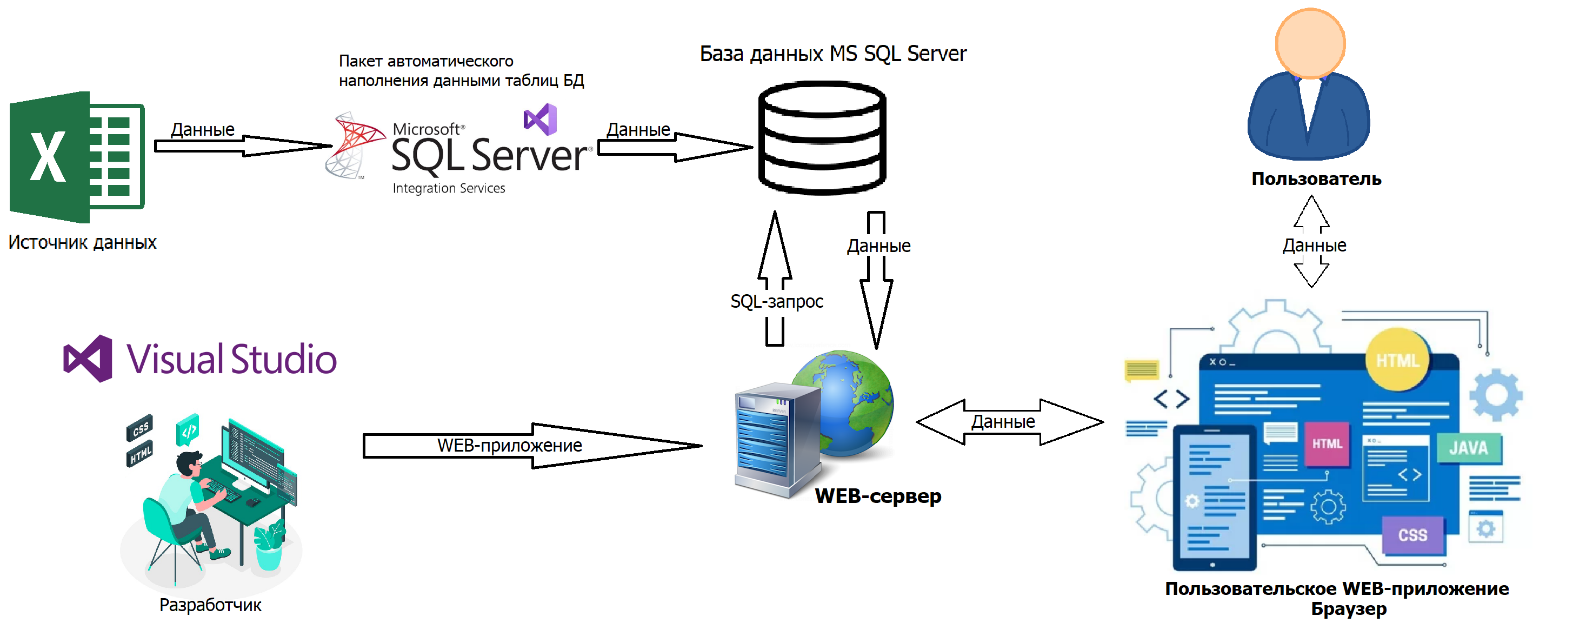 Пакет автоматического
наполнения данными таблиц БД
База данных MS SQL Server
X
Данные
Microsoft®
SQL Server®
Integration Services
Данные
Источник данных
Пользователь
Данные
Данные
SQL-запрос
Visual Studio
CSS
HTML
</>
WEB-приложение
WEB-сервер
Данные
HTML
HTML
JAVA
CSS
Разработчик
Пользовательское WEB-приложение
Браузер